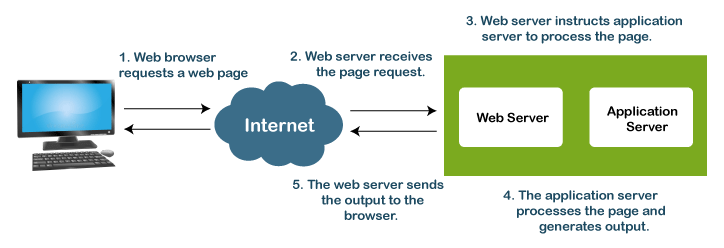 3. Web server instructs application
server to process the page.
1. Web browser
requests a web page
2. Web server receives
the page request.
Internet
Web Server
Application
Server
5. The web server sends
the output to the
browser.
4. The application server
processes the page and
generates output.